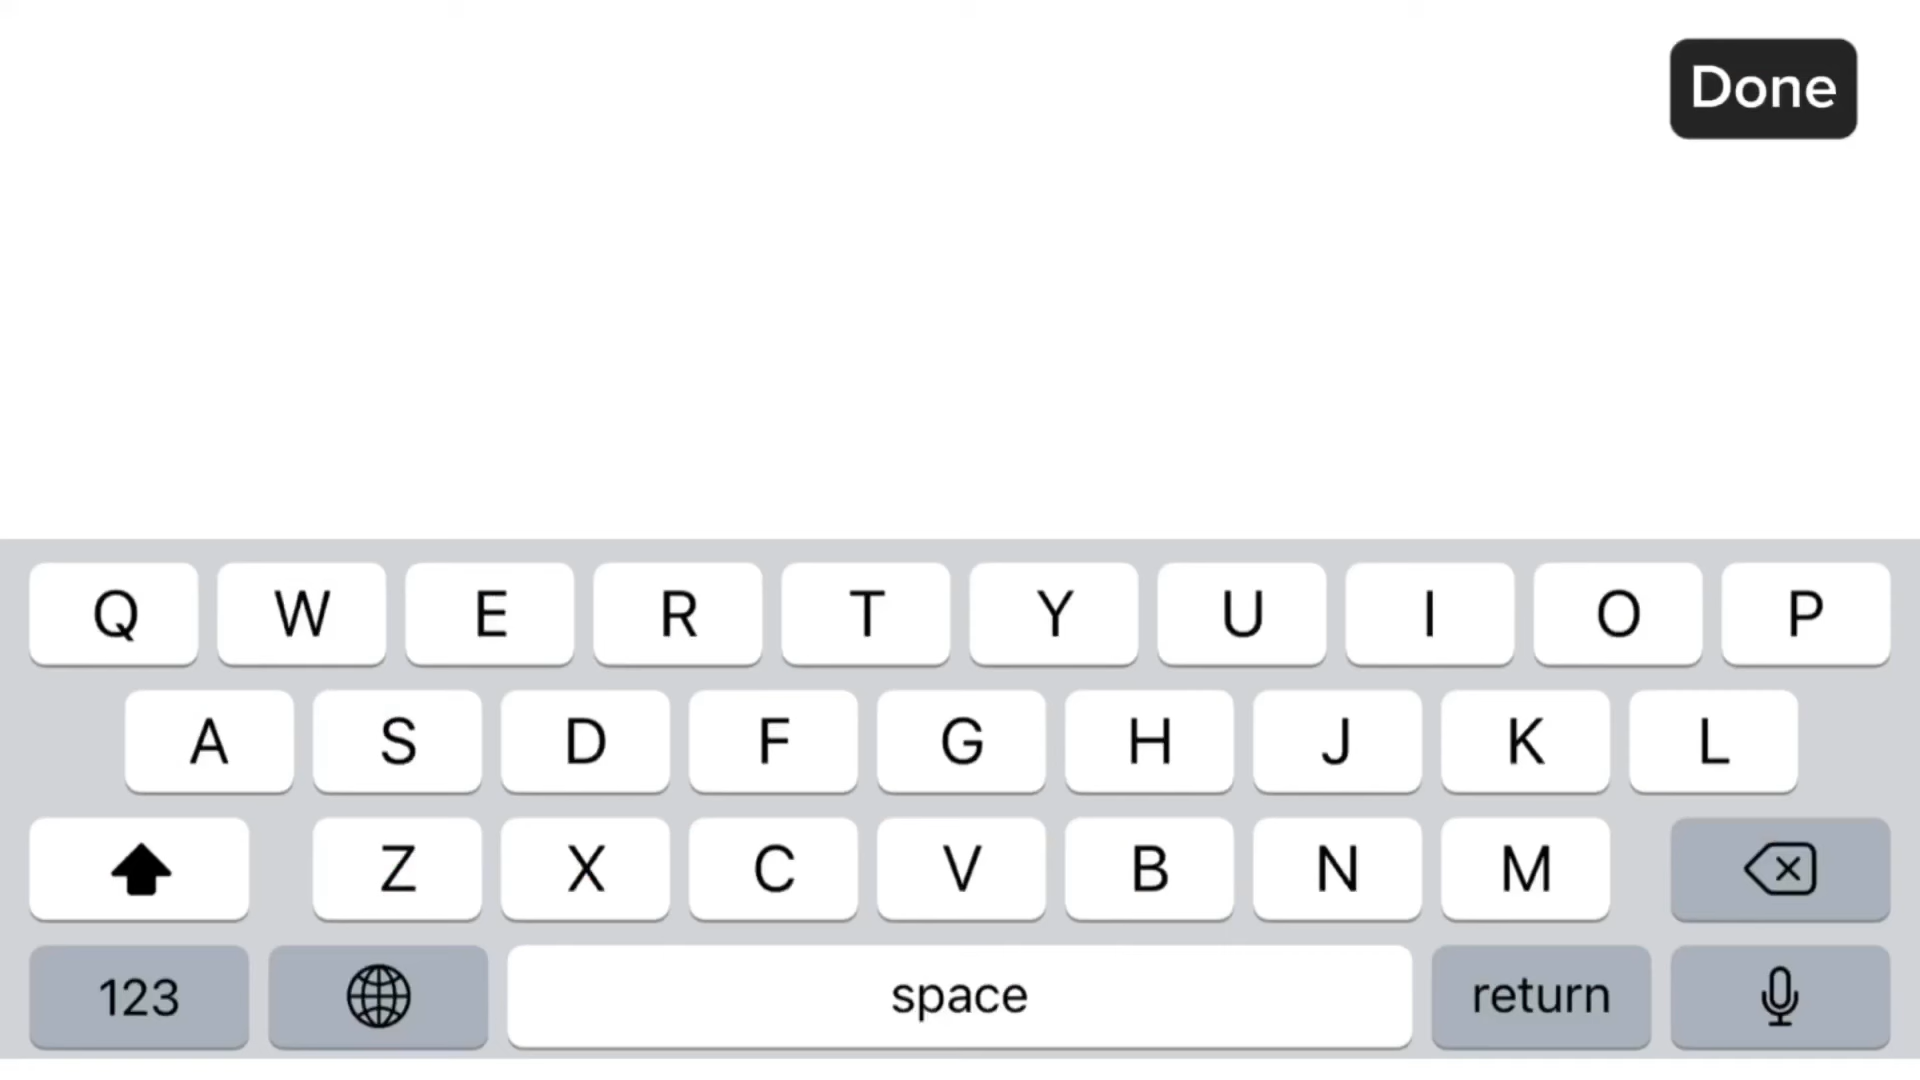 Done
Q W E R T Y U I O P
A S D F G H J K L
Z X C V B N M
123 space return